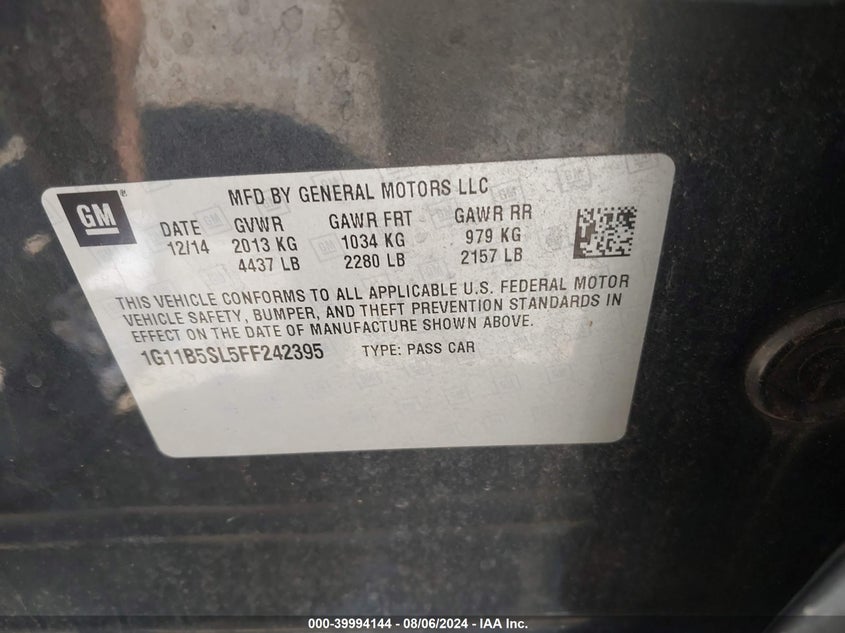 GM
MFD BY GENERAL MOTORS LLC
DATE GVWR GAWR FRT GAWR RR
12/14 2013 KG 1034 KG 979 KG
4437 LB 2280 LB 2157 LB
THIS VEHICLE CONFORMS TO ALL APPLICABLE U.S. FEDERAL MOTOR
VEHICLE SAFETY, BUMPER, AND THEFT PREVENTION STANDARDS IN
EFFECT ON THE DATE OF MANUFACTURE SHOWN ABOVE.
1G11B5SL5FF242395 TYPE: PASS CAR
000-39994144 - 08/06/2024 - IAA Inc.